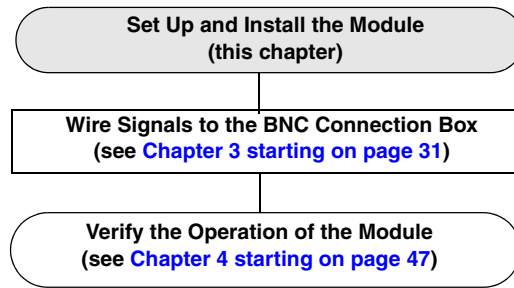 Set Up and Install the Module
(this chapter)
Wire Signals to the BNC Connection Box
(see Chapter 3 starting on page 31)
Verify the Operation of the Module
(see Chapter 4 starting on page 47)